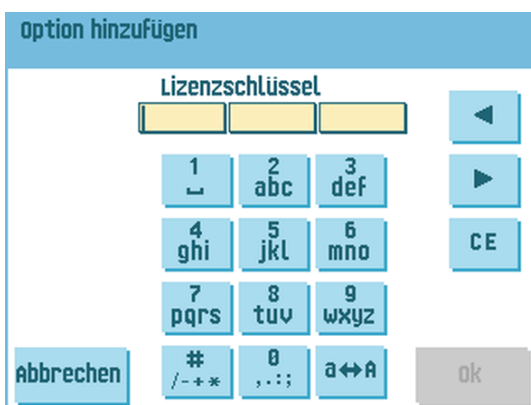 Option hinzufügen
Lizenzschlüssel
◄
1
2
abc
3
def
►
4
ghi
5
jkl
6
mno
CE
7
pqrs
8
tuv
9
wxyz
Abbrechen
#
/-+*
0
,.:;
a↔A
ok